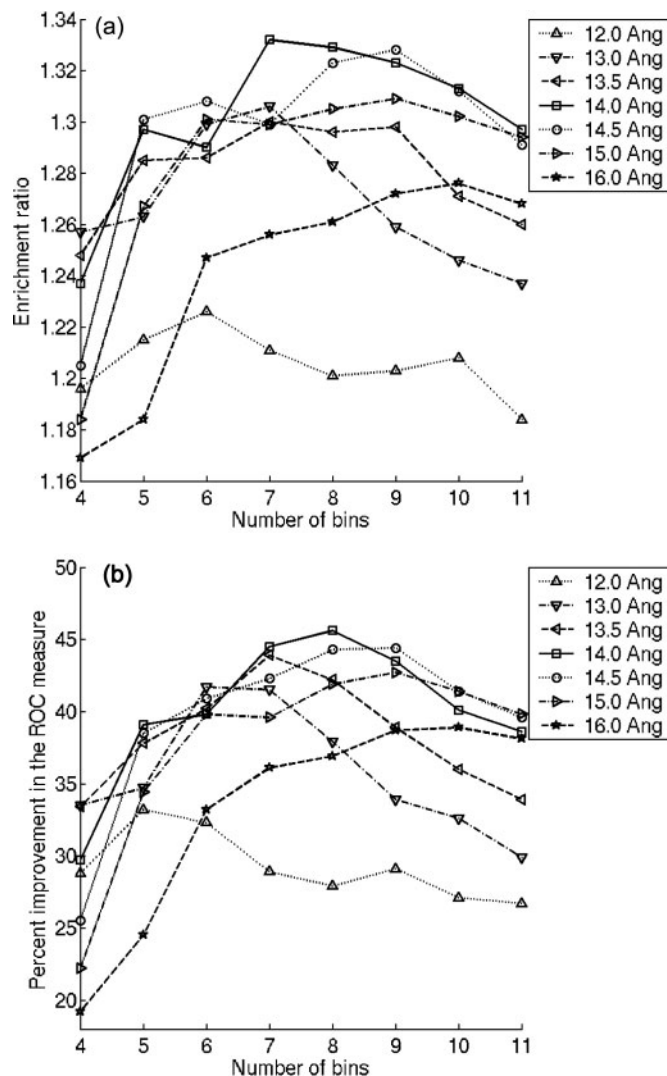 (a)
1.34
1.32
1.3
1.28
1.26
1.24
1.22
1.2
1.18
1.16
Enrichment ratio
4 5 6 7 8 9 10 11
Number of bins
12.0 Ang
13.0 Ang
13.5 Ang
14.0 Ang
14.5 Ang
15.0 Ang
16.0 Ang
(b)
50
45
40
35
30
25
20
Percent improvement in the ROC measure
4 5 6 7 8 9 10 11
Number of bins
12.0 Ang
13.0 Ang
13.5 Ang
14.0 Ang
14.5 Ang
15.0 Ang
16.0 Ang